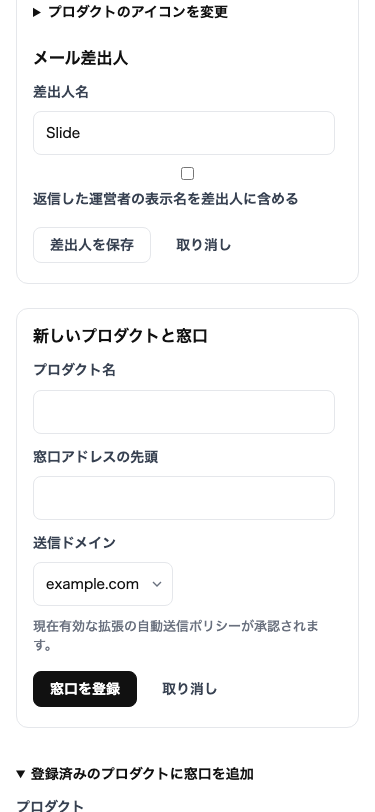 ▶ プロダクトのアイコンを変更
メール差出人
差出人名
Slide
返信した運営者の表示名を差出人に含める
差出人を保存 取り消し
新しいプロダクトと窓口
プロダクト名
窓口アドレスの先頭
送信ドメイン
example.com
現在有効な拡張の自動送信ポリシーが承認されま
す。
窓口を登録 取り消し
▼ 登録済みのプロダクトに窓口を追加
プロダクト